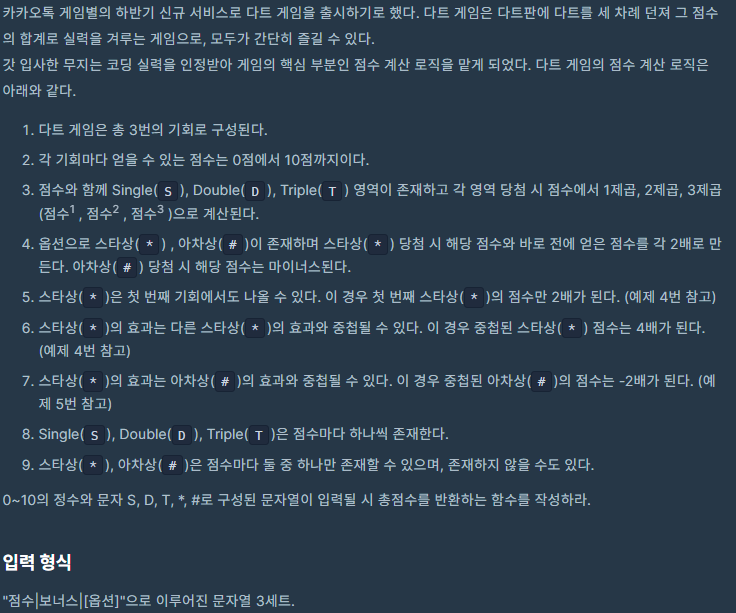 카카오톡 게임별의 하반기 신규 서비스로 다트 게임을 출시하기로 했다. 다트 게임은 다트판에 다트를 세 차례 던져 그 점수
의 합계로 실력을 겨루는 게임으로, 모두가 간단히 즐길 수 있다.
갓 입사한 무지는 코딩 실력을 인정받아 게임의 핵심 부분인 점수 계산 로직을 맡게 되었다. 다트 게임의 점수 계산 로직은
아래와 같다.
1. 다트 게임은 총 3번의 기회로 구성된다.
2. 각 기회마다 얻을 수 있는 점수는 0점에서 10점까지이다.
3. 점수와 함께 Single( S ), Double( D ), Triple( T ) 영역이 존재하고 각 영역 당첨 시 점수에서 1제곱, 2제곱, 3제곱
(점수¹ , 점수² , 점수³ )으로 계산된다.
4. 옵션으로 스타상( * ) , 아차상( # )이 존재하며 스타상( * ) 당첨 시 해당 점수와 바로 전에 얻은 점수를 각 2배로 만
든다. 아차상( # ) 당첨 시 해당 점수는 마이너스된다.
5. 스타상( * )은 첫 번째 기회에서도 나올 수 있다. 이 경우 첫 번째 스타상( * )의 점수만 2배가 된다. (예제 4번 참고)
6. 스타상( * )의 효과는 다른 스타상( * )의 효과와 중첩될 수 있다. 이 경우 중첩된 스타상( * ) 점수는 4배가 된다.
(예제 4번 참고)
7. 스타상( * )의 효과는 아차상( # )의 효과와 중첩될 수 있다. 이 경우 중첩된 아차상( # )의 점수는 -2배가 된다. (예
제 5번 참고)
8. Single( S ), Double( D ), Triple( T )은 점수마다 하나씩 존재한다.
9. 스타상( * ), 아차상( # )은 점수마다 둘 중 하나만 존재할 수 있으며, 존재하지 않을 수도 있다.
0~10의 정수와 문자 S, D, T, *, #로 구성된 문자열이 입력될 시 총점수를 반환하는 함수를 작성하라.
입력 형식
"점수|보너스|[옵션]"으로 이루어진 문자열 3세트.